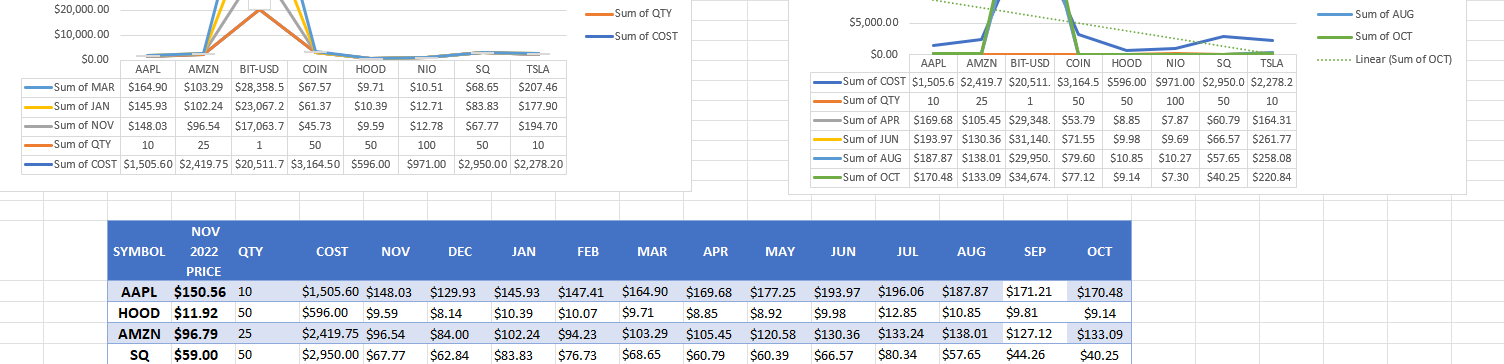 $20,000.00
$10,000.00
$0.00
Sum of QTY
Sum of COST
AAPL AMZN BIT-USD COIN HOOD NIO SQ TSLA
Sum of MAR $164.90 $103.29 $28,358.5 $67.57 $9.71 $10.51 $68.65 $207.46
Sum of JAN $145.93 $102.24 $23,067.2 $61.37 $10.39 $12.71 $83.83 $177.90
Sum of NOV $148.03 $96.54 $17,063.7 $45.73 $9.59 $12.78 $67.77 $194.70
Sum of QTY 10 25 1 50 50 100 50 10
Sum of COST $1,505.60 $2,419.75 $20,511.7 $3,164.50 $596.00 $971.00 $2,950.00 $2,278.20
$5,000.00
$0.00
Sum of AUG
Sum of OCT
Linear (Sum of OCT)
AAPL AMZN BIT-USD COIN HOOD NIO SQ TSLA
Sum of COST $1,505.6 $2,419.7 $20,511. $3,164.5 $596.00 $971.00 $2,950.0 $2,278.2
Sum of QTY 10 25 1 50 50 100 50 10
Sum of APR $169.68 $105.45 $29,348. $53.79 $8.85 $7.87 $60.79 $164.31
Sum of JUN $193.97 $130.36 $31,140. $71.55 $9.98 $9.69 $66.57 $261.77
Sum of AUG $187.87 $138.01 $29,950. $79.60 $10.85 $10.27 $57.65 $258.08
Sum of OCT $170.48 $133.09 $34,674. $77.12 $9.14 $7.30 $40.25 $220.84
SYMBOL NOV 2022 PRICE QTY COST NOV DEC JAN FEB MAR APR MAY JUN JUL AUG SEP OCT
AAPL $150.56 10 $1,505.60 $148.03 $129.93 $145.93 $147.41 $164.90 $169.68 $177.25 $193.97 $196.06 $187.87 $171.21 $170.48
HOOD $11.92 50 $596.00 $9.59 $8.14 $10.39 $10.07 $9.71 $8.85 $8.92 $9.98 $12.85 $10.85 $9.81 $9.14
AMZN $96.79 25 $2,419.75 $96.54 $84.00 $102.24 $94.23 $103.29 $105.45 $120.58 $130.36 $133.24 $138.01 $127.12 $133.09
SQ $59.00 50 $2,950.00 $67.77 $62.84 $83.83 $76.73 $68.65 $60.79 $60.39 $66.57 $80.34 $57.65 $44.26 $40.25